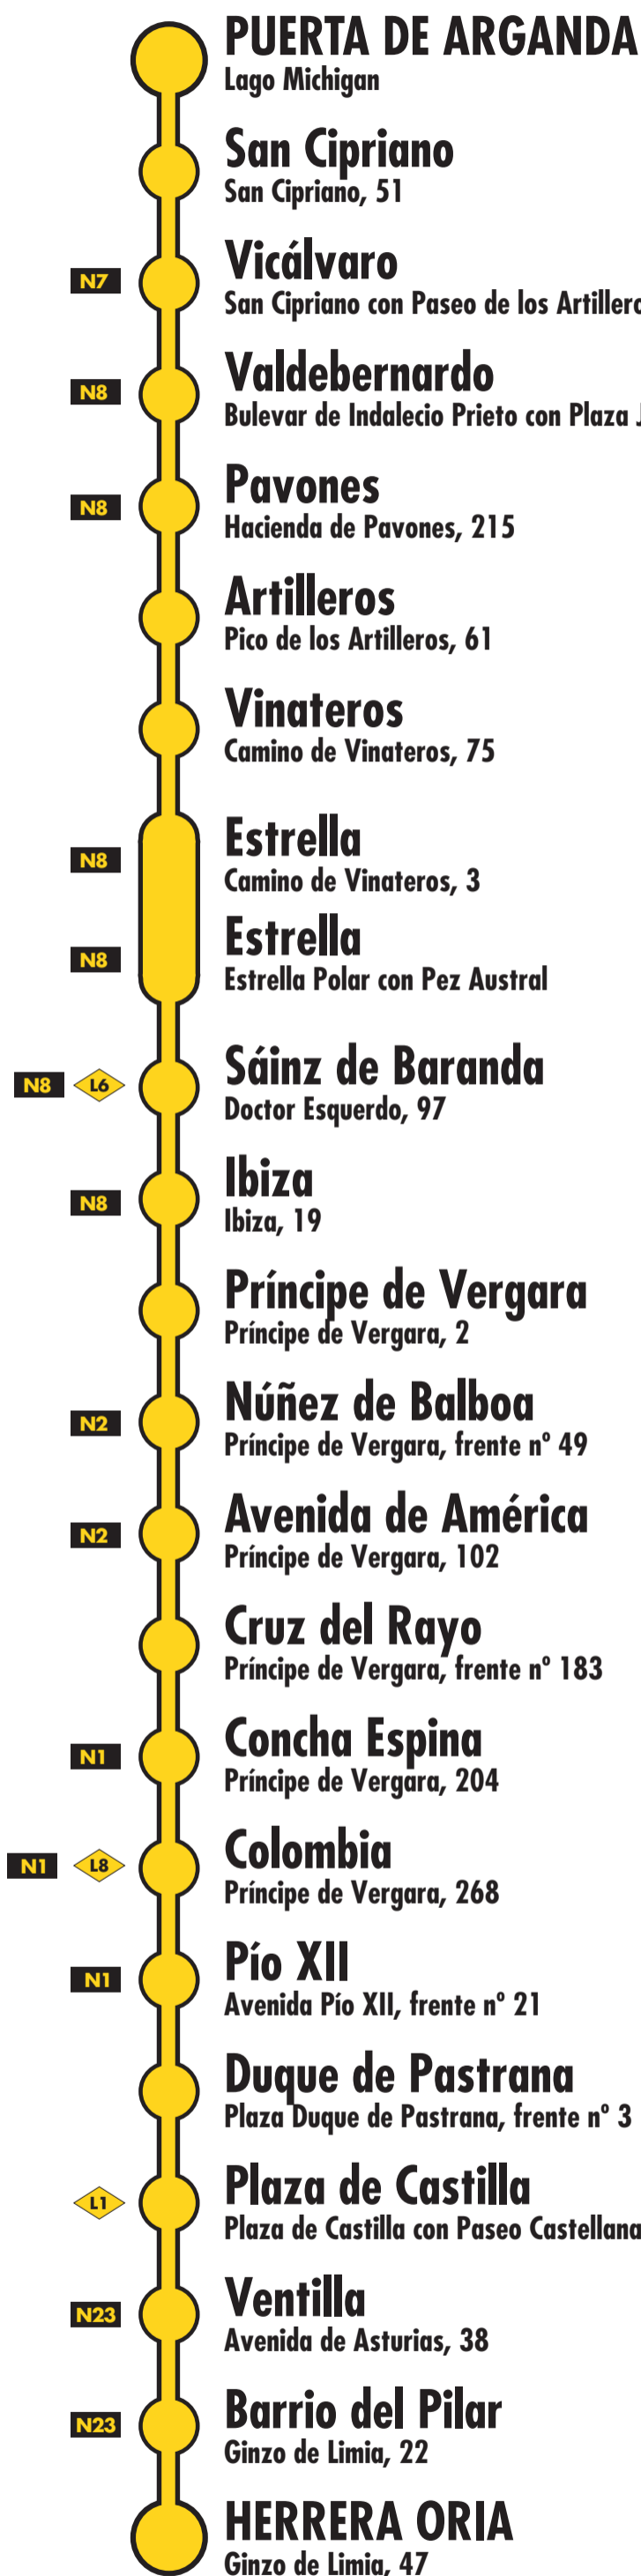 PUERTA DE ARGANDA
Lago Michigan
San Cipriano
San Cipriano, 51
N7
Vicálvaro
San Cipriano con Paseo de los Artillero
N8
Valdebernardo
Bulevar de Indalecio Prieto con Plaza
N8
Pavones
Hacienda de Pavones, 215
Artilleros
Pico de los Artilleros, 61
Vinateros
Camino de Vinateros, 75
N8
Estrella
Camino de Vinateros, 3
N8
Estrella
Estrella Polar con Pez Austral
N8 L6
Sáinz de Baranda
Doctor Esquerdo, 97
N8
Ibiza
Ibiza, 19
Príncipe de Vergara
Príncipe de Vergara, 2
N2
Núñez de Balboa
Príncipe de Vergara, frente nº 49
N2
Avenida de América
Príncipe de Vergara, 102
Cruz del Rayo
Príncipe de Vergara, frente nº 183
N1
Concha Espina
Príncipe de Vergara, 204
N1 L8
Colombia
Príncipe de Vergara, 268
N1
Pío XII
Avenida Pío XII, frente nº 21
Duque de Pastrana
Plaza Duque de Pastrana, frente nº 3
L1
Plaza de Castilla
Plaza de Castilla con Paseo Castellana
N23
Ventilla
Avenida de Asturias, 38
N23
Barrio del Pilar
Ginzo de Limia, 22
HERRERA ORIA
Ginzo de Limia, 47